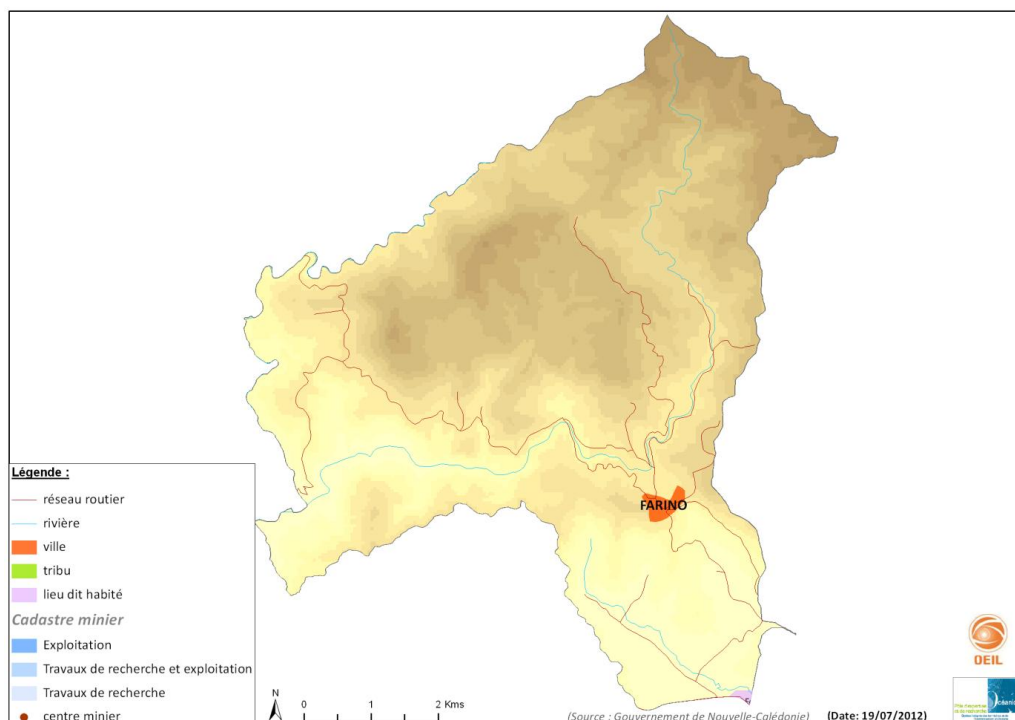 FARINO
Légende :
réseau routier
rivière
ville
tribu
lieu dit habité
Cadastre minier
Exploitation
Travaux de recherche et exploitation
Travaux de recherche
centre minier
N
0 1 2 Kms
(Source : Gouvernement de Nouvelle-Calédonie) (Date: 19/07/2012)
OEIL